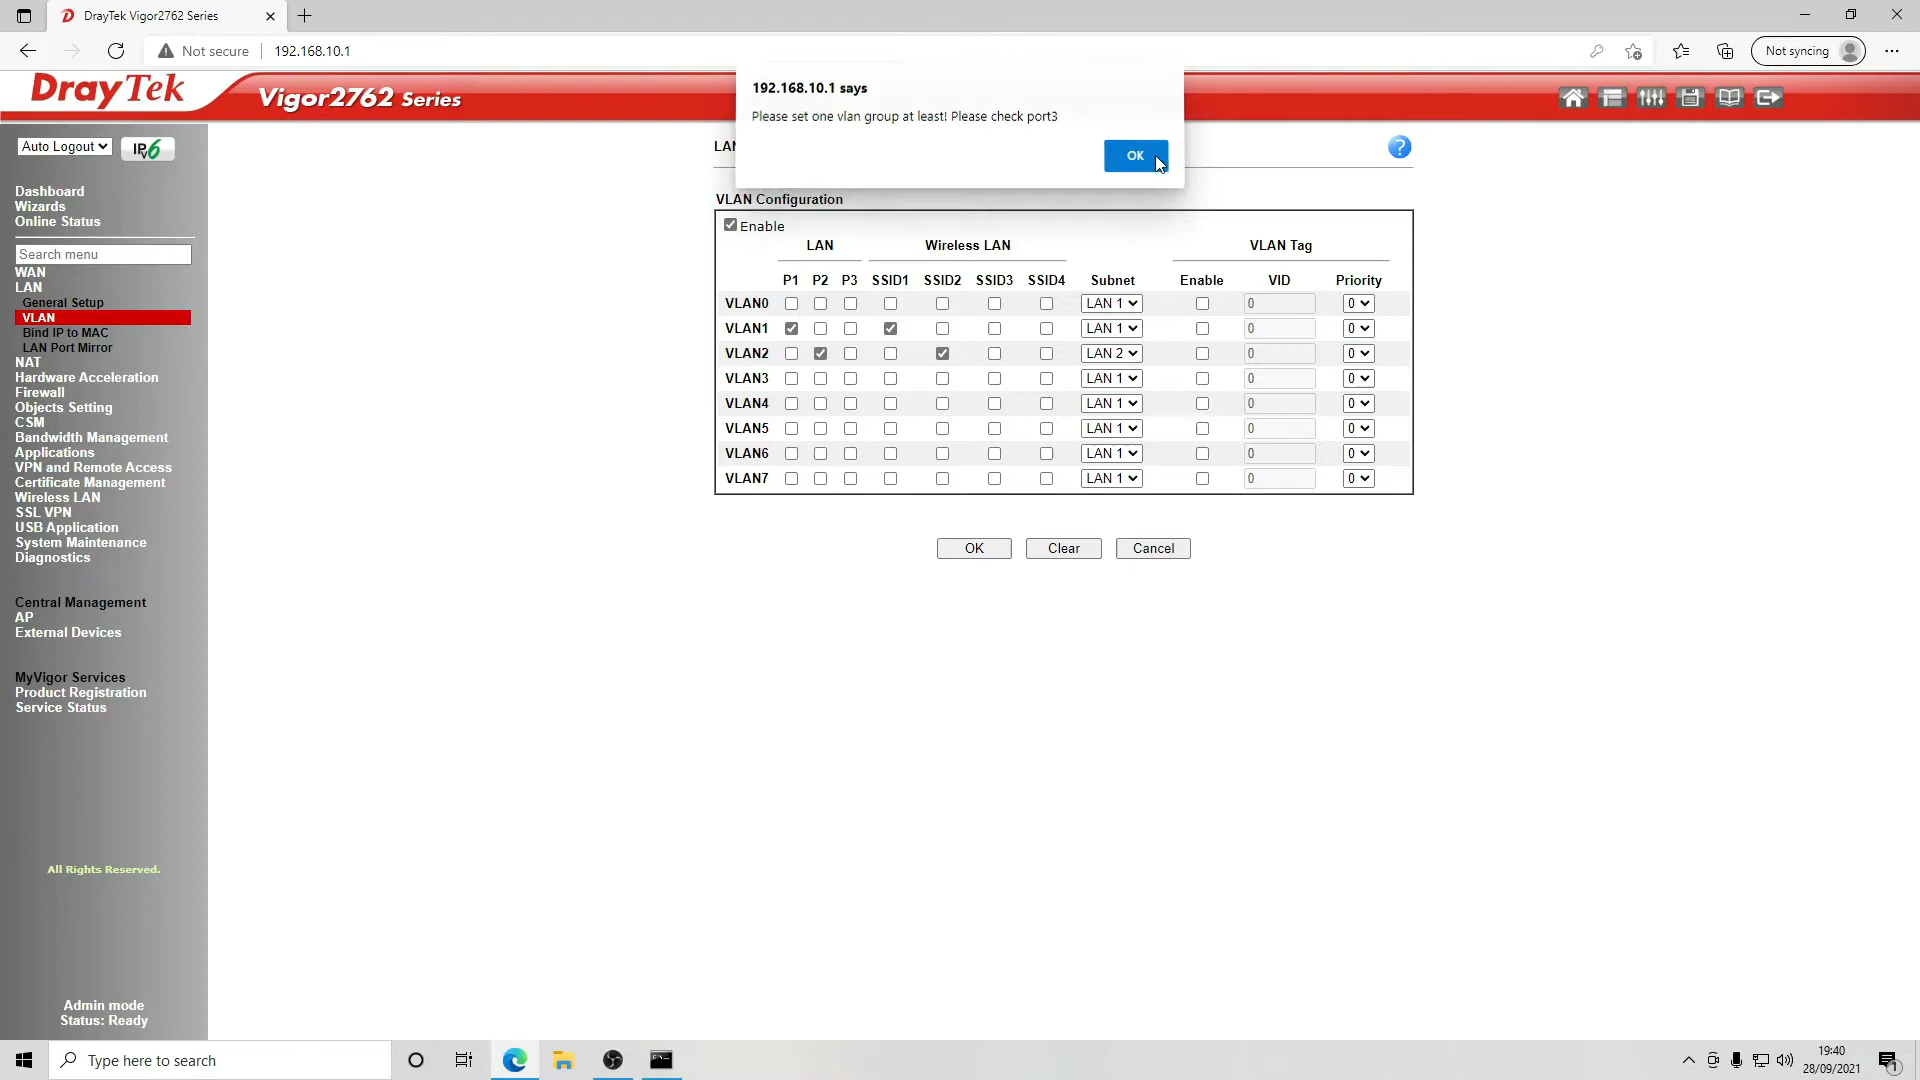 DrayTek Vigor2762 Series
Not secure
192.168.10.1
Not syncing
DrayTek
Vigor2762 Series
192.168.10.1 says
Please set one vlan group at least! Please check port3
OK
Auto Logout
IPv6
LAN
Dashboard
Wizards
Online Status
Search menu
WAN
LAN
General Setup
VLAN
Bind IP to MAC
LAN Port Mirror
NAT
Hardware Acceleration
Firewall
Objects Setting
CSM
Bandwidth Management
Applications
VPN and Remote Access
Certificate Management
Wireless LAN
SSL VPN
USB Application
System Maintenance
Diagnostics
Central Management
AP
External Devices
MyVigor Services
Product Registration
Service Status
All Rights Reserved.
Admin mode
Status: Ready
VLAN Configuration
Enable
LAN Wireless LAN VLAN Tag
P1 P2 P3 SSID1 SSID2 SSID3 SSID4 Subnet Enable VID Priority
VLAN0 LAN 1 0 0
VLAN1 LAN 1 0 0
VLAN2 LAN 2 0 0
VLAN3 LAN 1 0 0
VLAN4 LAN 1 0 0
VLAN5 LAN 1 0 0
VLAN6 LAN 1 0 0
VLAN7 LAN 1 0 0
OK Clear Cancel
Type here to search
19:40
28/09/2021
1